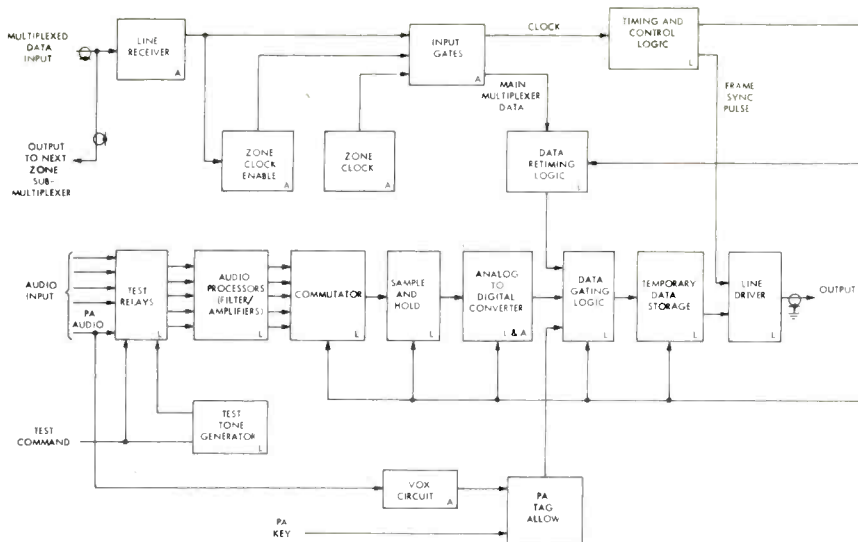 MULTIPLEXED
DATA
INPUT
LINE
RECEIVER
A
INPUT
GATES
A
CLOCK
TIMING AND
CONTROL
LOGIC
L
MAIN
MULTIPLEXER
DATA
FRAME
SYNC
PULSE
OUTPUT
TO NEXT
ZONE
SUB-
MULTIPLEXER
ZONE
CLOCK
ENABLE
A
ZONE
CLOCK
A
DATA
RETIMING
LOGIC
L
AUDIO
INPUT
PA
AUDIO
TEST
RELAYS
L
AUDIO
PROCESSORS
(FILTER/
AMPLIFIERS)
L
COMMUTATOR
L
SAMPLE
AND
HOLD
L
ANALOG
TO
DIGITAL
CONVERTER
L & A
DATA
GATING
LOGIC
L
TEMPORARY
DATA
STORAGE
L
LINE
DRIVER
L
OUTPUT
TEST
COMMAND
TEST
TONE
GENERATOR
L
VOX
CIRCUIT
A
PA
KEY
PA
TAG
ALLOW